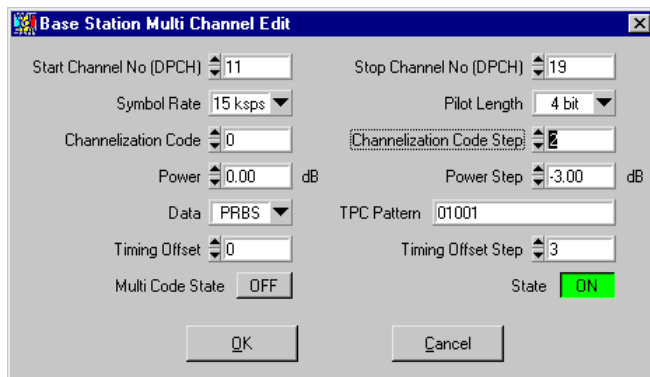 Base Station Multi Channel Edit
Start Channel No (DPCH) 11 Stop Channel No (DPCH) 19
Symbol Rate 15 ksps Pilot Length 4 bit
Channelization Code 0 Channelization Code Step 2
Power 0.00 dB Power Step -3.00 dB
Data PRBS TPC Pattern 01001
Timing Offset 0 Timing Offset Step 3
Multi Code State OFF State ON
OK Cancel